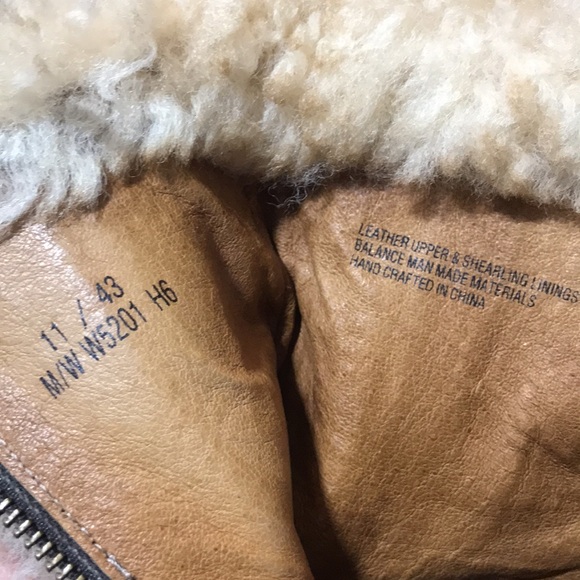 11 / 43
M/W W5201 H6
LEATHER UPPER & SHEARLING LININGS
BALANCE MAN MADE MATERIALS
HAND CRAFTED IN CHINA